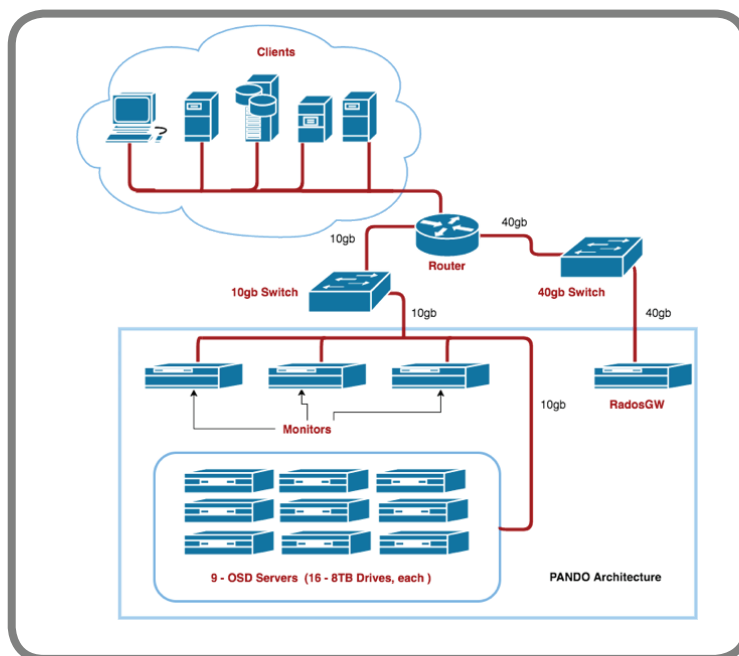 Clients
40gb
10gb
Router
10gb Switch
40gb Switch
10gb
40gb
RadosGW
10gb
Monitors
9 - OSD Servers (16 - 8TB Drives, each )
PANDO Architecture